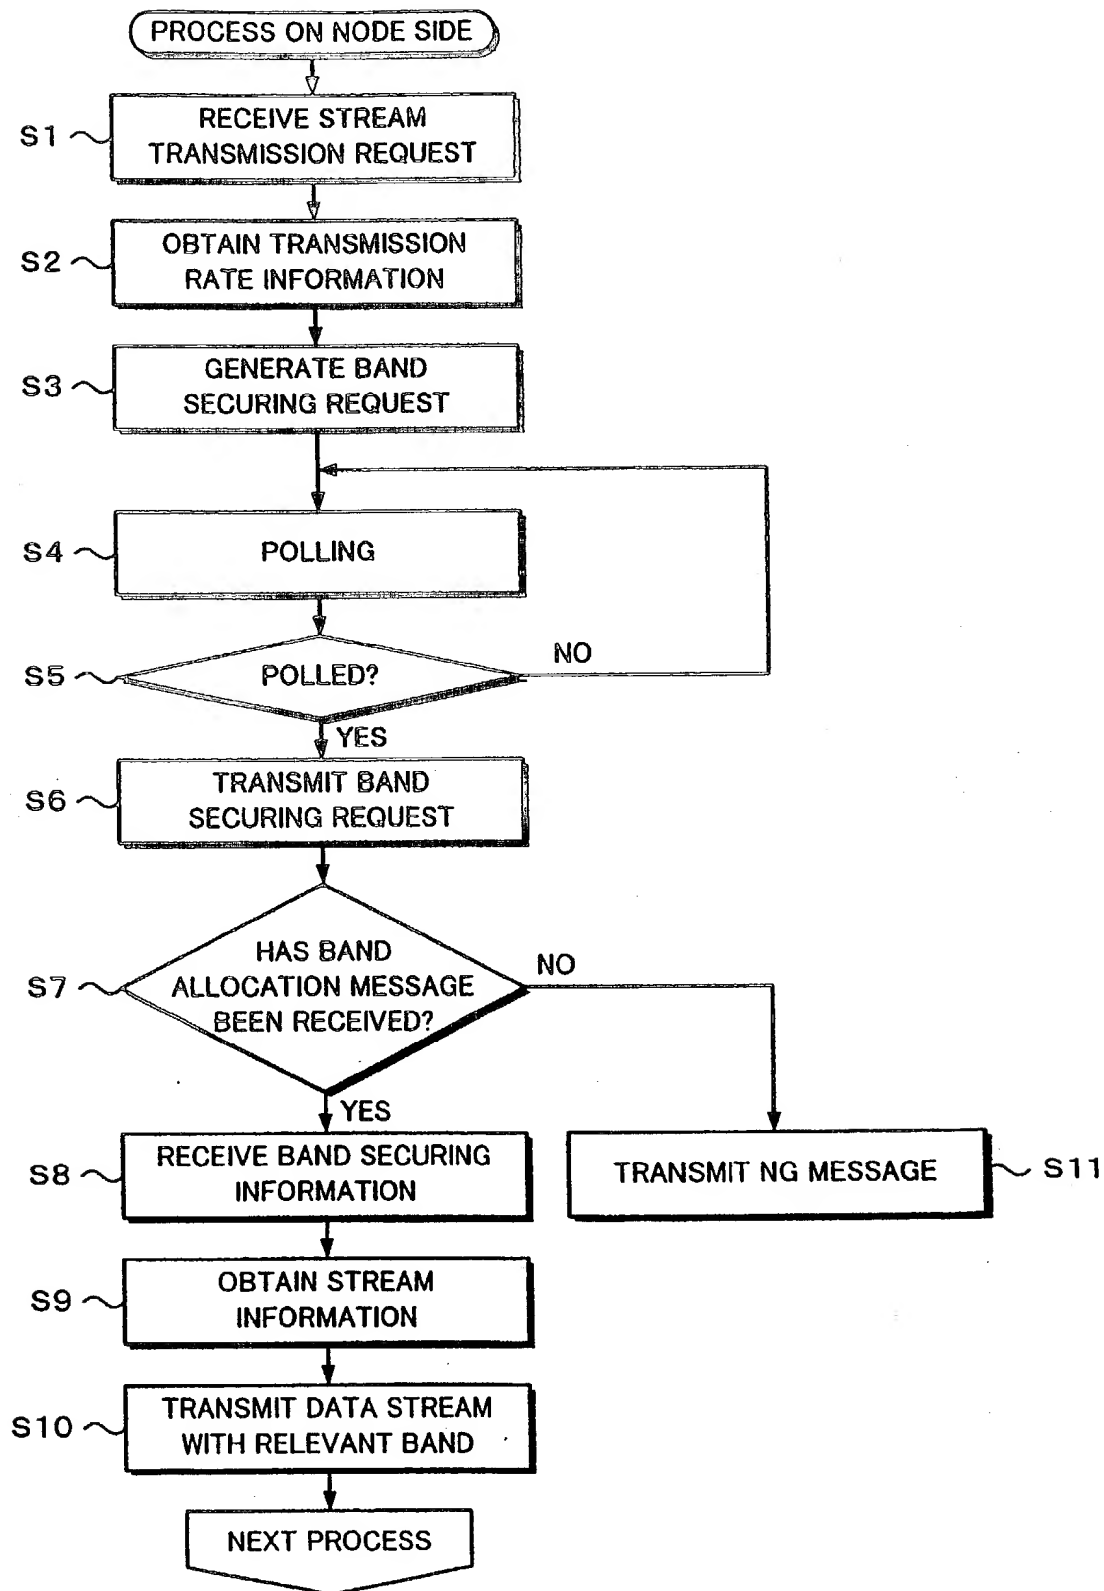 PROCESS ON NODE SIDE
S1
RECEIVE STREAM
TRANSMISSION REQUEST
S2
OBTAIN TRANSMISSION
RATE INFORMATION
S3
GENERATE BAND
SECURING REQUEST
S4
POLLING
S5
POLLED?
NO
YES
S6
TRANSMIT BAND
SECURING REQUEST
S7
HAS BAND
ALLOCATION MESSAGE
BEEN RECEIVED?
NO
YES
S8
RECEIVE BAND SECURING
INFORMATION
TRANSMIT NG MESSAGE
S11
S9
OBTAIN STREAM
INFORMATION
S10
TRANSMIT DATA STREAM
WITH RELEVANT BAND
NEXT PROCESS